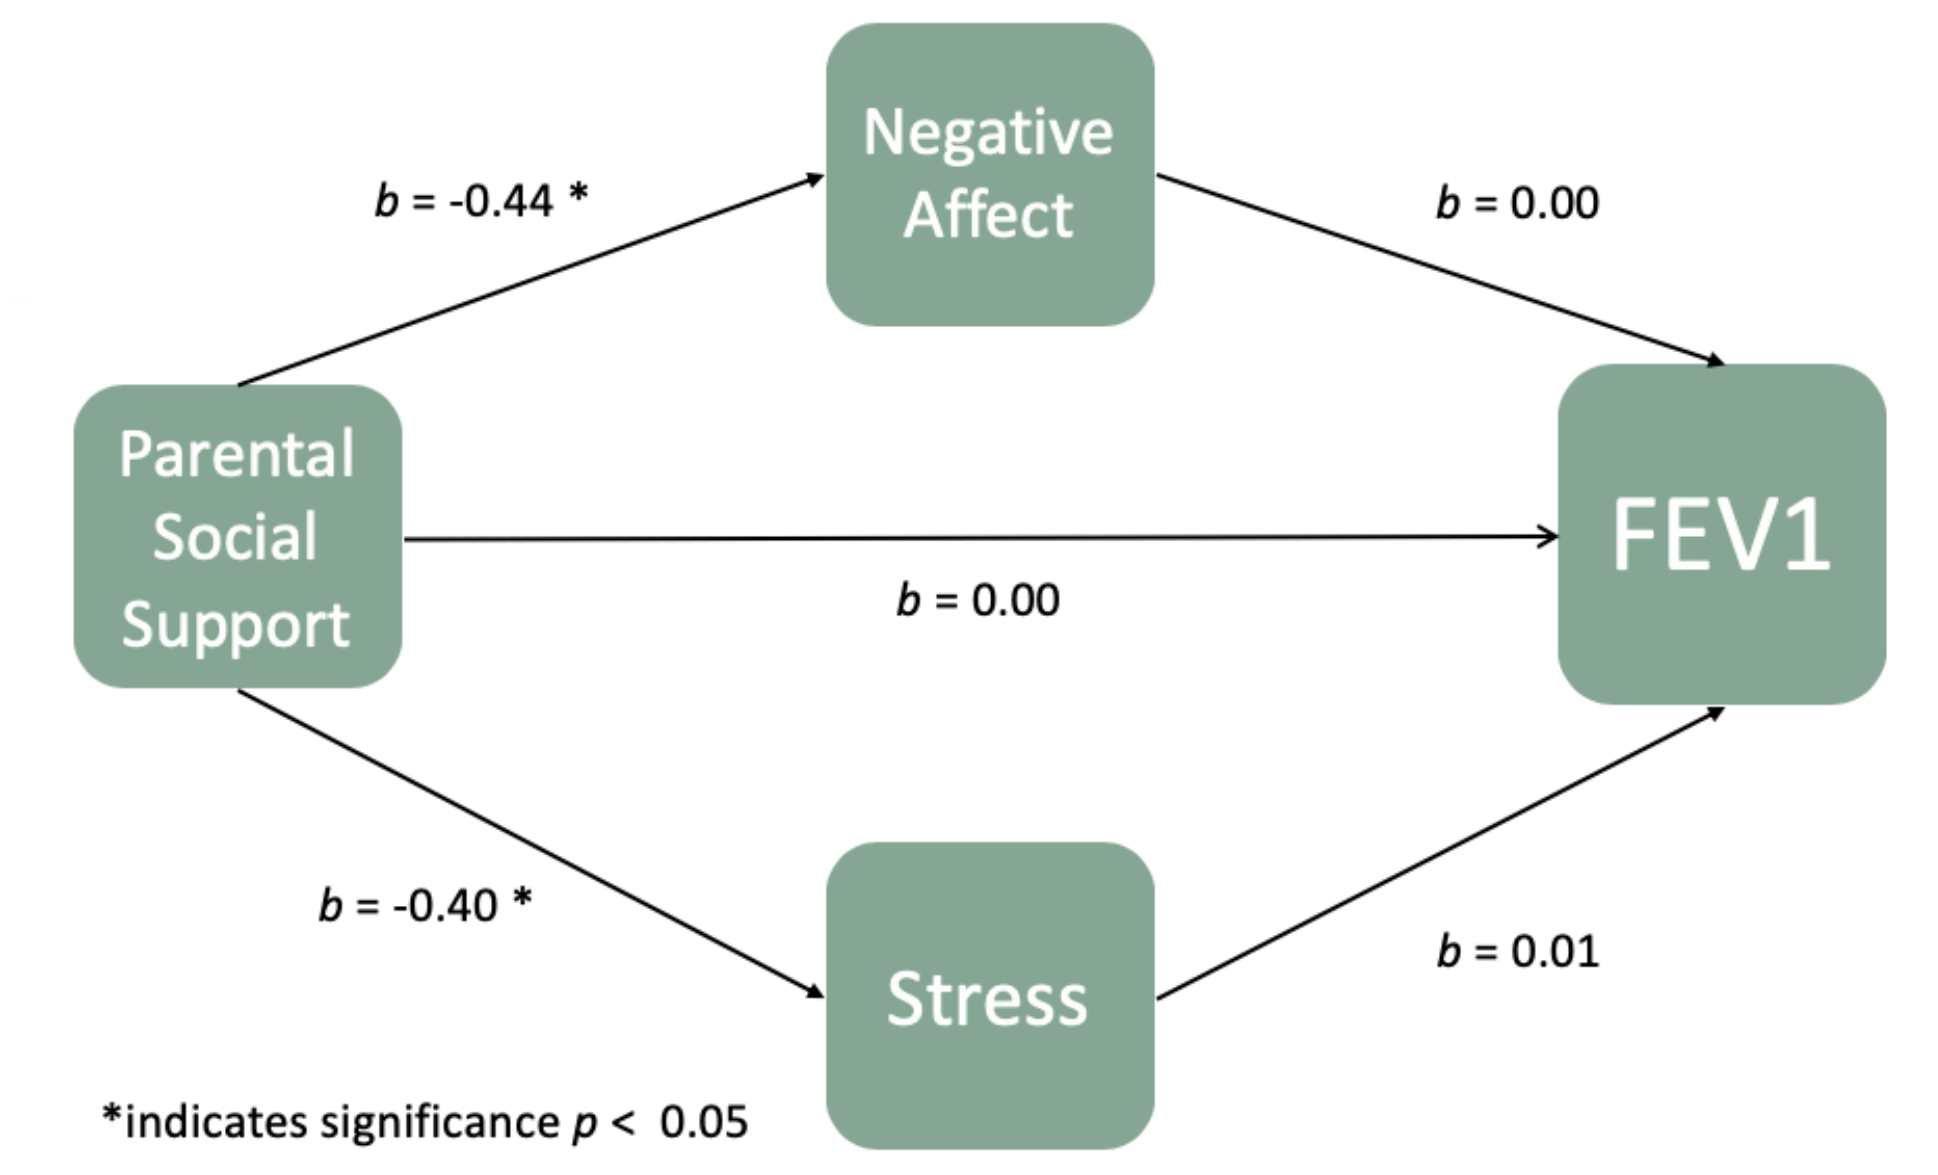 Negative
Affect
b = -0.44 *
b = 0.00
Parental
Social
Support
FEV1
b = 0.00
b = -0.40 *
b = 0.01
Stress
*indicates significance p < 0.05